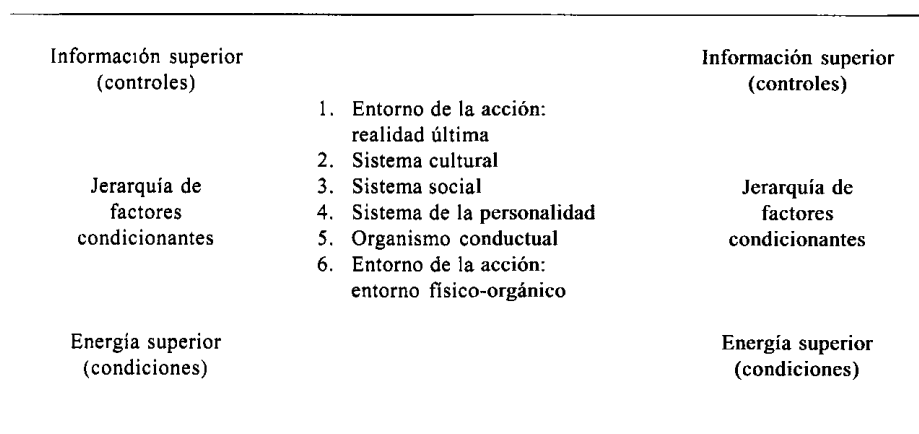 Información superior
(controles)
Información superior
(controles)
1. Entorno de la acción:
realidad última
2. Sistema cultural
Jerarquía de
factores
condicionantes
3. Sistema social
4. Sistema de la personalidad
5. Organismo conductual
Jerarquía de
factores
condicionantes
6. Entorno de la acción:
entorno físico-orgánico
Energía superior
(condiciones)
Energía superior
(condiciones)